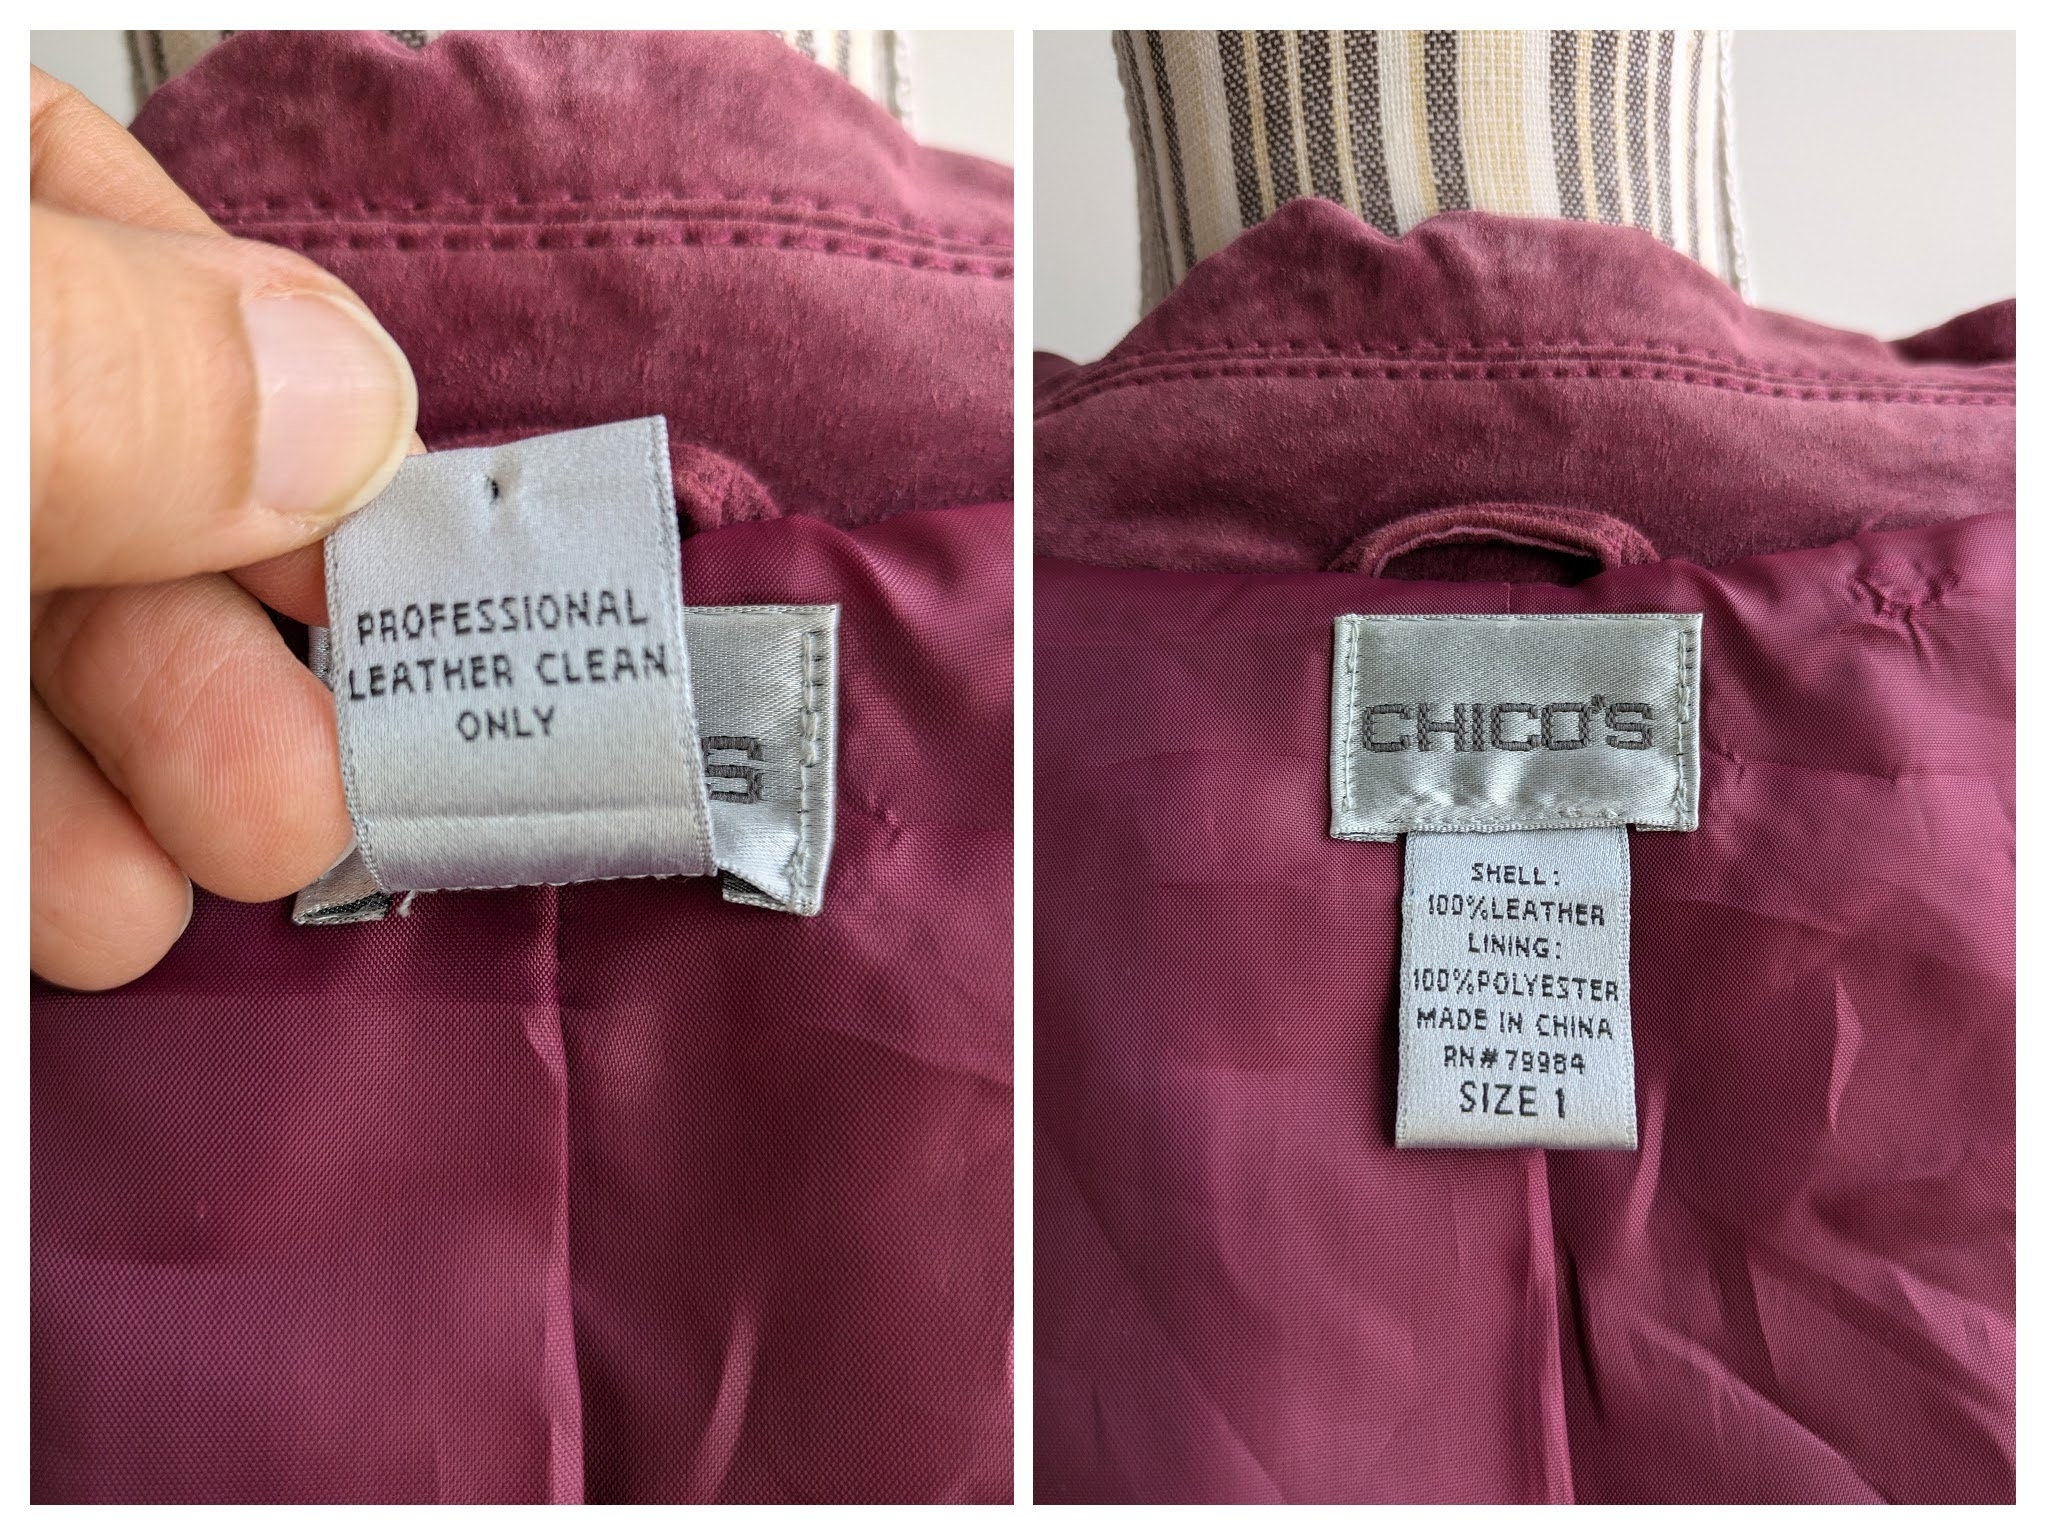 PROFESSIONAL
LEATHER CLEAN
ONLY
S
CHICO'S
SHELL:
100%LEATHER
LINING:
100%POLYESTER
MADE IN CHINA
RN#79984
SIZE 1